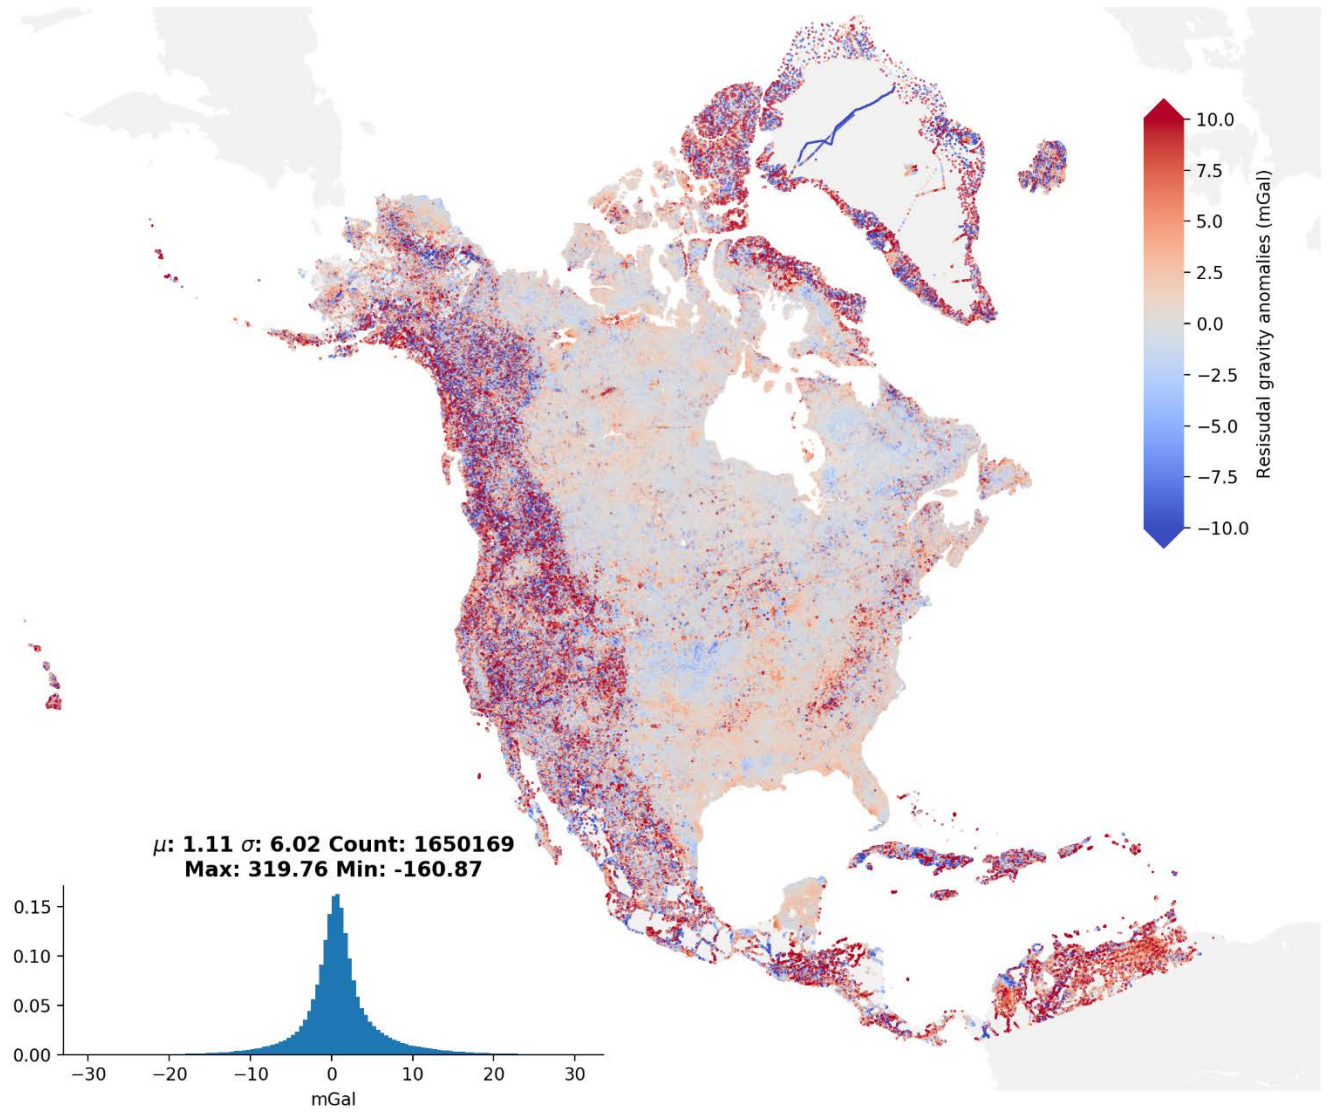 10.0
7.5
5.0
2.5
0.0
−2.5
−5.0
−7.5
−10.0
Resisudal gravity anomalies (mGal)
μ: 1.11 σ: 6.02 Count: 1650169
Max: 319.76 Min: -160.87
0.15
0.10
0.05
0.00
−30 −20 −10 0 10 20 30
mGal